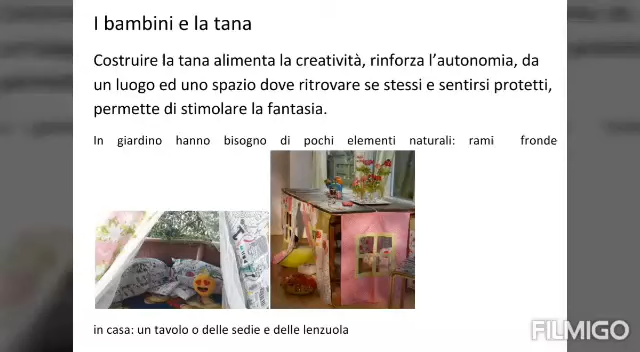 I bambini e la tana
Costruire la tana alimenta la creatività, rinforza l'autonomia, da
un luogo ed uno spazio dove ritrovare se stessi e sentirsi protetti,
permette di stimolare la fantasia.
In giardino hanno bisogno di pochi elementi naturali: rami fronde
in casa: un tavolo o delle sedie e delle lenzuola
FILMIGO